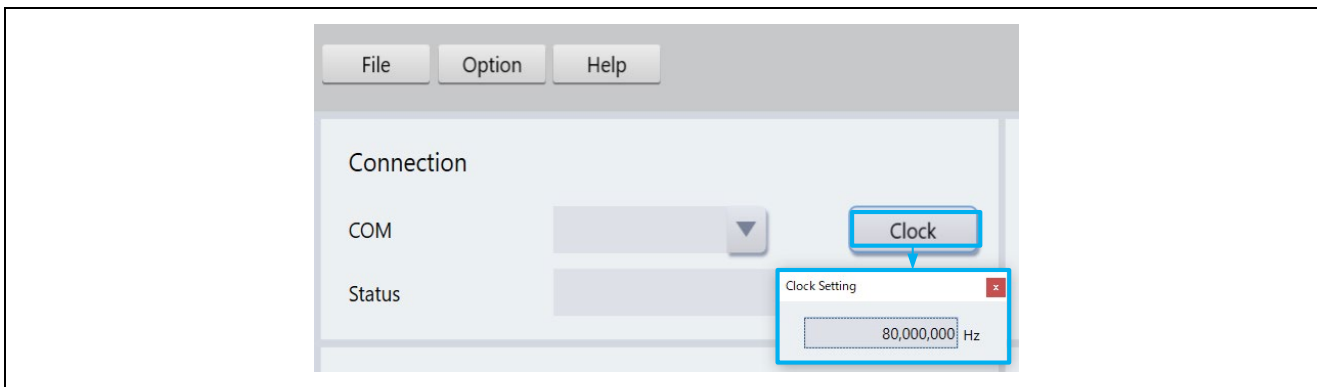 File Option Help
Connection
COM Clock
Status
Clock Setting x
80,000,000 Hz